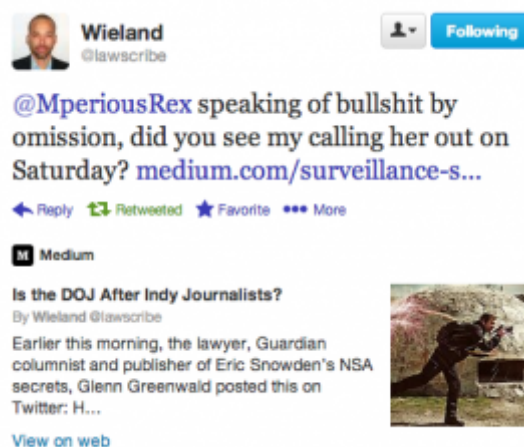 Wieland
@lawscribe
Following
@MperiousRex speaking of bullshit by
omission, did you see my calling her out on
Saturday? medium.com/surveillance-s...
Reply Retweeted Favorite More
M Medium
Is the DOJ After Indy Journalists?
By Wieland @lawscribe
Earlier this morning, the lawyer, Guardian
columnist and publisher of Eric Snowden's NSA
secrets, Glenn Greenwald posted this on
Twitter: H...
View on web